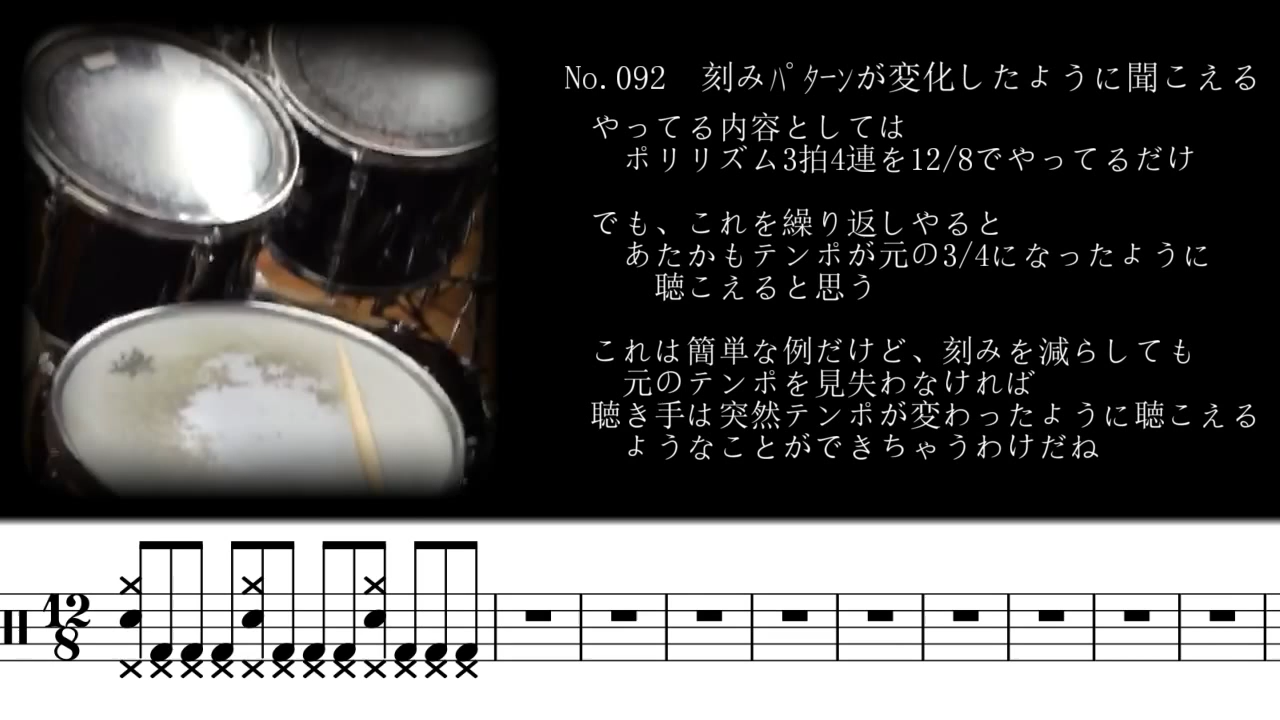 No.092　刻みﾊﾟﾀｰﾝが変化したように聞こえる
やってる内容としては
ポリリズム3拍4連を12/8でやってるだけ
でも、これを繰り返しやると
あたかもテンポが元の3/4になったように
聴こえると思う
これは簡単な例だけど、刻みを減らしても
元のテンポを見失わなければ
聴き手は突然テンポが変わったように聴こえる
ようなことができちゃうわけだね
12
8